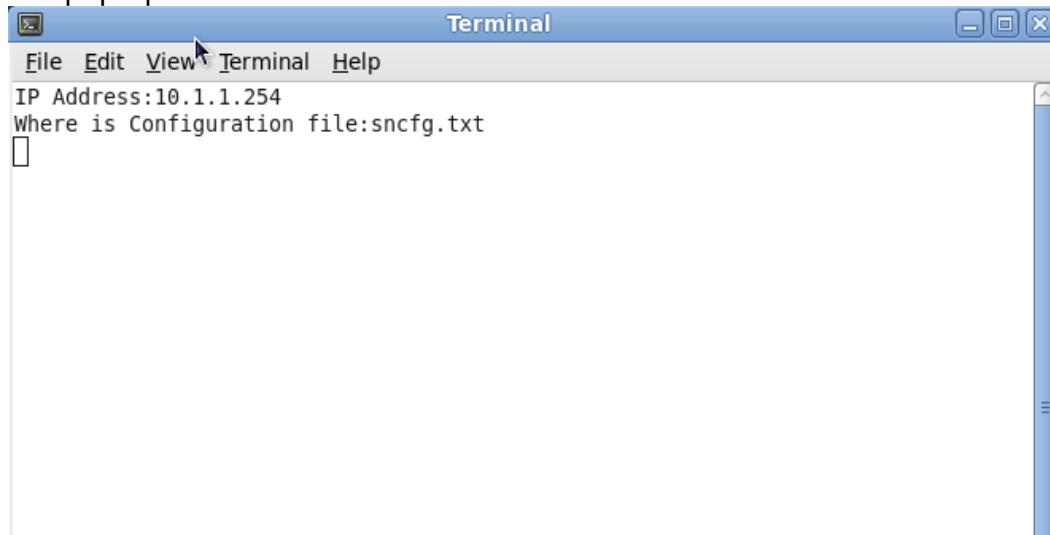 Terminal
File Edit View Terminal Help
IP Address:10.1.1.254
Where is Configuration file:sncfg.txt